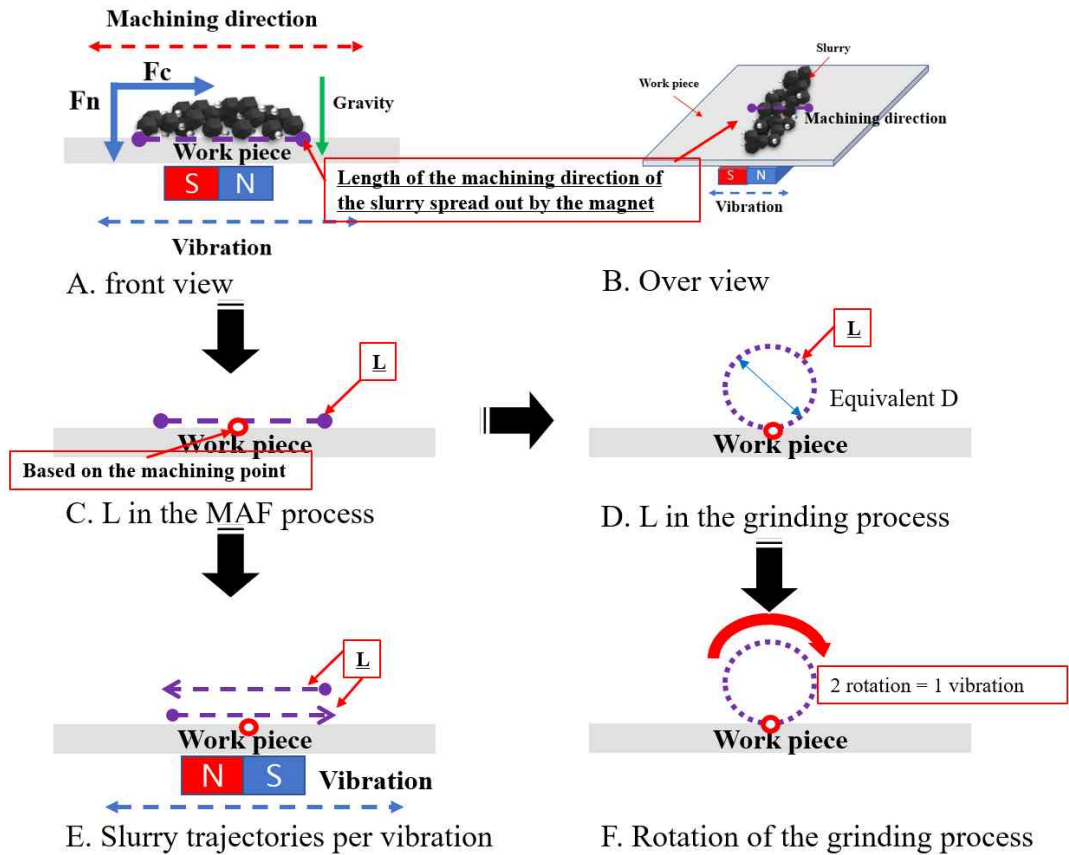 Machining direction
Fc
Fn
Gravity
Work piece
S N
Length of the machining direction of
the slurry spread out by the magnet
Vibration
A. front view
Slurry
Work piece
Machining direction
S N
Vibration
B. Over view
L
Work piece
Based on the machining point
C. L in the MAF process
L
Equivalent D
Work piece
D. L in the grinding process
L
Work piece
N S
Vibration
E. Slurry trajectories per vibration
2 rotation = 1 vibration
Work piece
F. Rotation of the grinding process